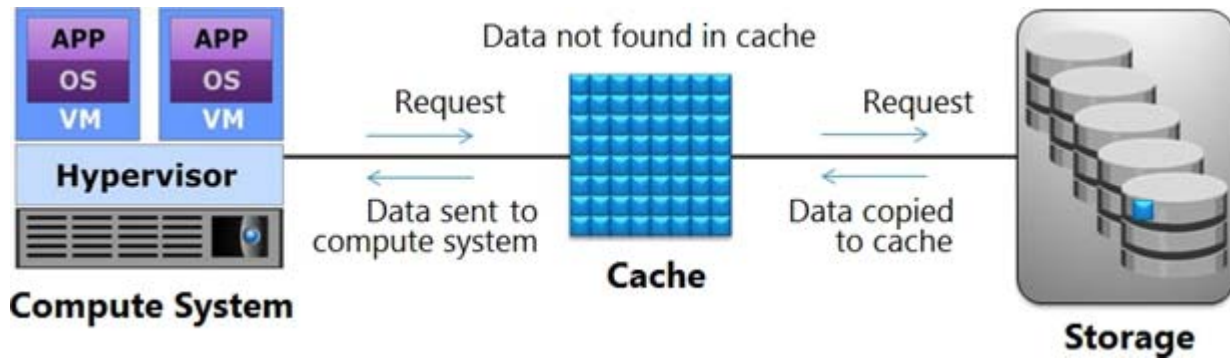 APP
OS
VM
APP
OS
VM
Hypervisor
Compute System
Request
Data sent to
compute system
Data not found in cache
Cache
Request
Data copied
to cache
Storage